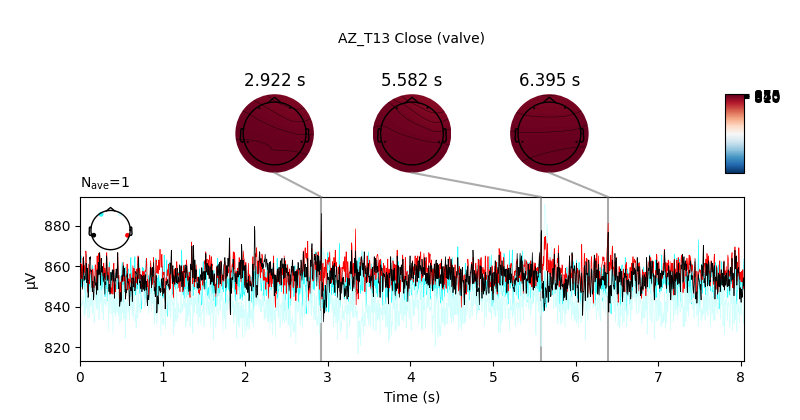 AZ_T13 Close (valve)
2.922 s 5.582 s 6.395 s
Nave=1
880
860
840
820
µV
0 1 2 3 4 5 6 7 8
Time (s)